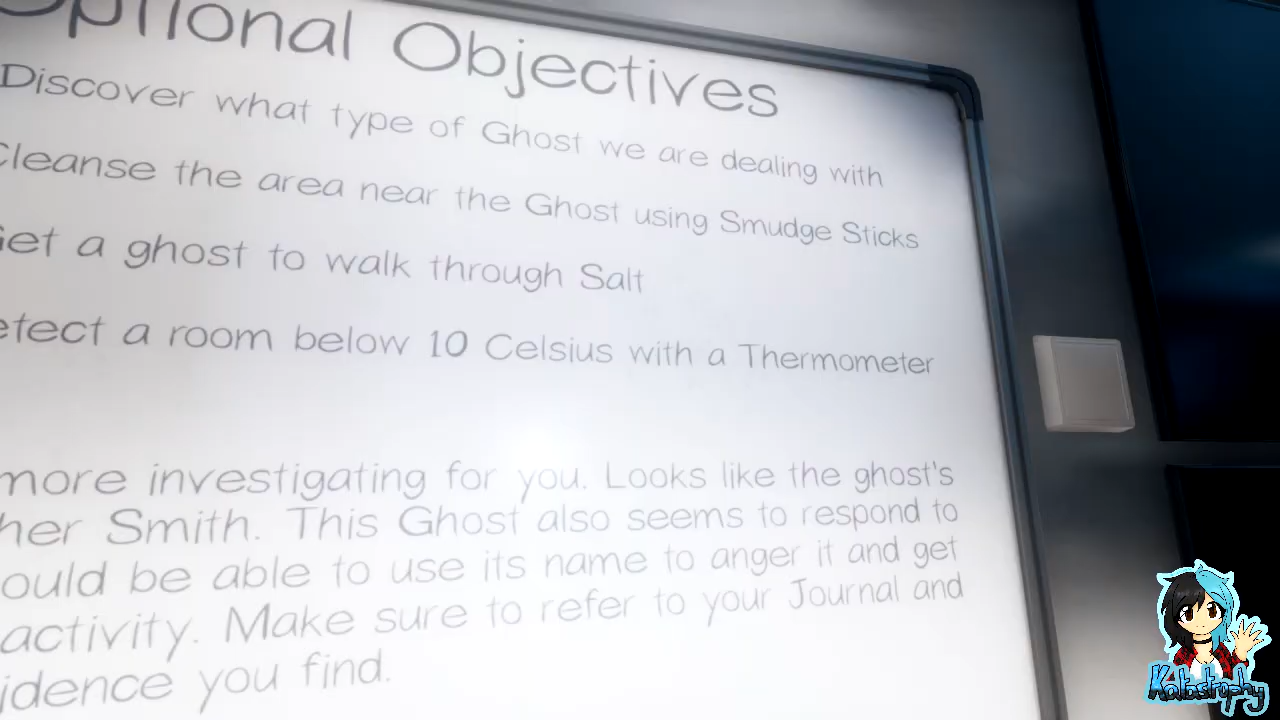 Optional Objectives
Discover what type of Ghost we are dealing with
Cleanse the area near the Ghost using Smudge Sticks
Get a ghost to walk through Salt
etect a room below 10 Celsius with a Thermometer
more investigating for you. Looks like the ghost's
her Smith. This Ghost also seems to respond to
ould be able to use its name to anger it and get
activity. Make sure to refer to your Journal and
idence you find.
Katastrophy